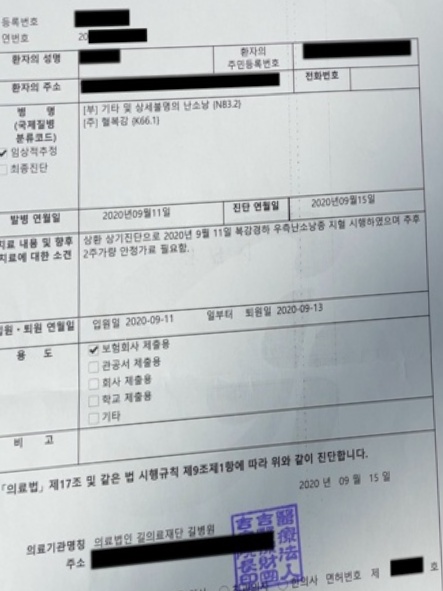 등록번호
연번호 20
환자의 성명
환자의 주민등록번호
환자의 주소
전화번호
병 명
(국제질병
분류코드)
[부] 기타 및 상세불명의 난소낭 (N83.2)
[주] 혈복강 (K66.1)
✓ 임상적추정
최종진단
발병 연월일 2020년09월11일 진단 연월일 2020년09월15일
치료 내용 및 향후
치료에 대한 소견
상환 상기진단으로 2020년 9월 11일 복강경하 우측난소낭종 지혈 시행하였으며 추후
2주가량 안정가료 필요함.
입원·퇴원 연월일 입원일 2020-09-11 일부터 퇴원일 2020-09-13
용 도
✓ 보험회사 제출용
관공서 제출용
회사 제출용
학교 제출용
기타
비 고
「의료법」 제17조 및 같은 법 시행규칙 제9조제1항에 따라 위와 같이 진단합니다.
2020 년 09 월 15 일
의료기관명칭 의료법인 길의료재단 길병원
주소
한의사 면허번호 제 호